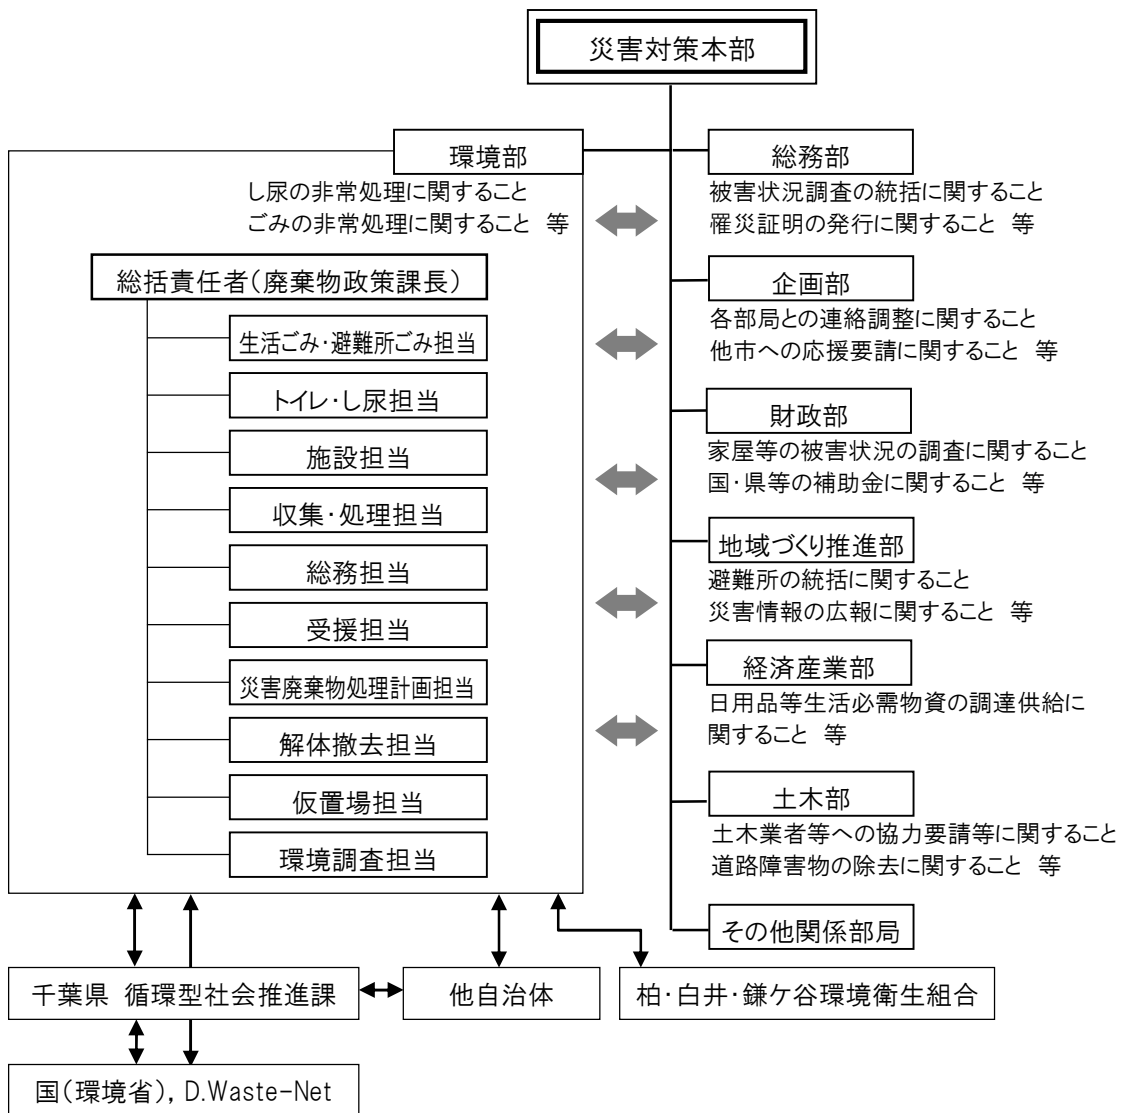 災害対策本部
環境部
し尿の非常処理に関すること
ごみの非常処理に関すること 等
総括責任者(廃棄物政策課長)
生活ごみ・避難所ごみ担当
トイレ・し尿担当
施設担当
収集・処理担当
総務担当
受援担当
災害廃棄物処理計画担当
解体撤去担当
仮置場担当
環境調査担当
総務部
被害状況調査の統括に関すること
罹災証明の発行に関すること 等
企画部
各部局との連絡調整に関すること
他市への応援要請に関すること 等
財政部
家屋等の被害状況の調査に関すること
国・県等の補助金に関すること 等
地域づくり推進部
避難所の統括に関すること
災害情報の広報に関すること 等
経済産業部
日用品等生活必需物資の調達供給に
関すること 等
土木部
土木業者等への協力要請等に関すること
道路障害物の除去に関すること 等
その他関係部局
千葉県 循環型社会推進課
他自治体
柏・白井・鎌ケ谷環境衛生組合
国(環境省), D.Waste-Net